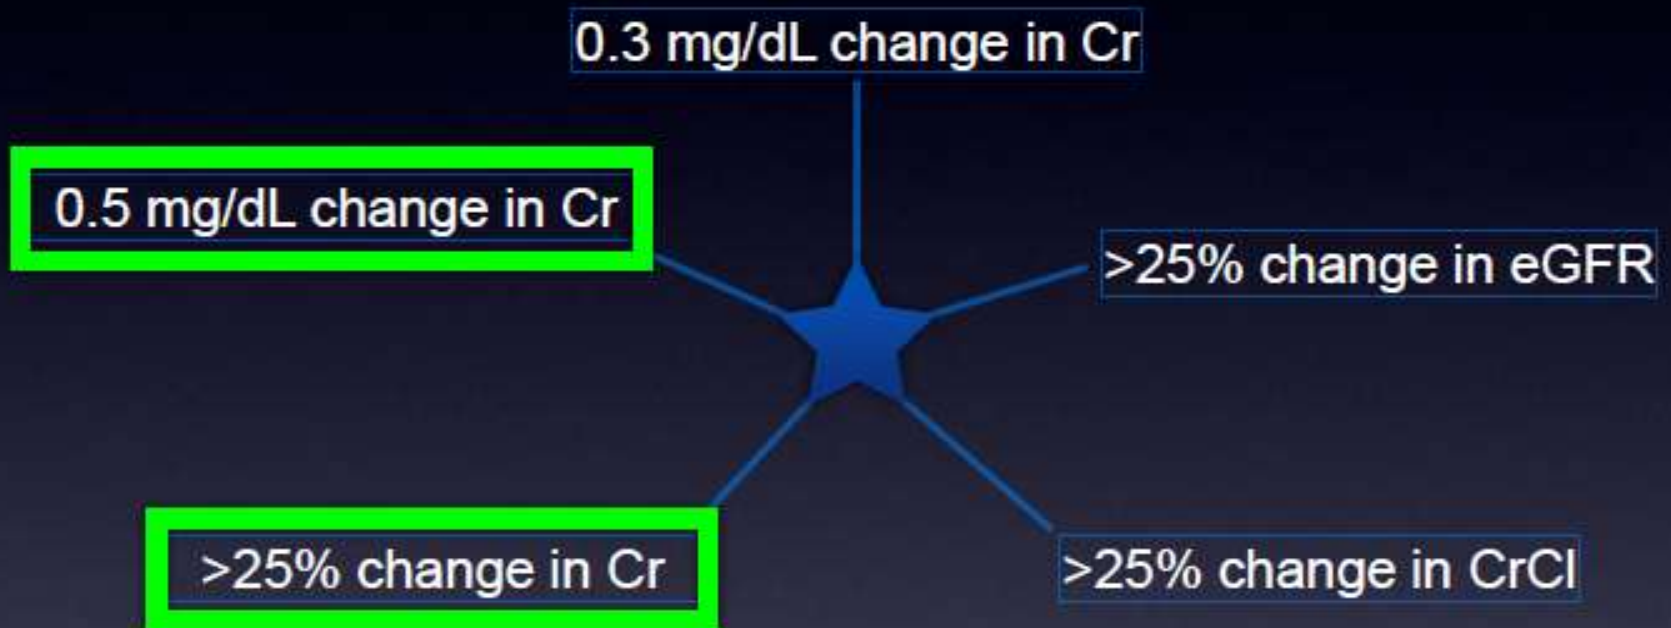 0.3 mg/dL change in Cr
0.5 mg/dL change in Cr
>25% change in eGFR
>25% change in Cr
>25% change in CrCl